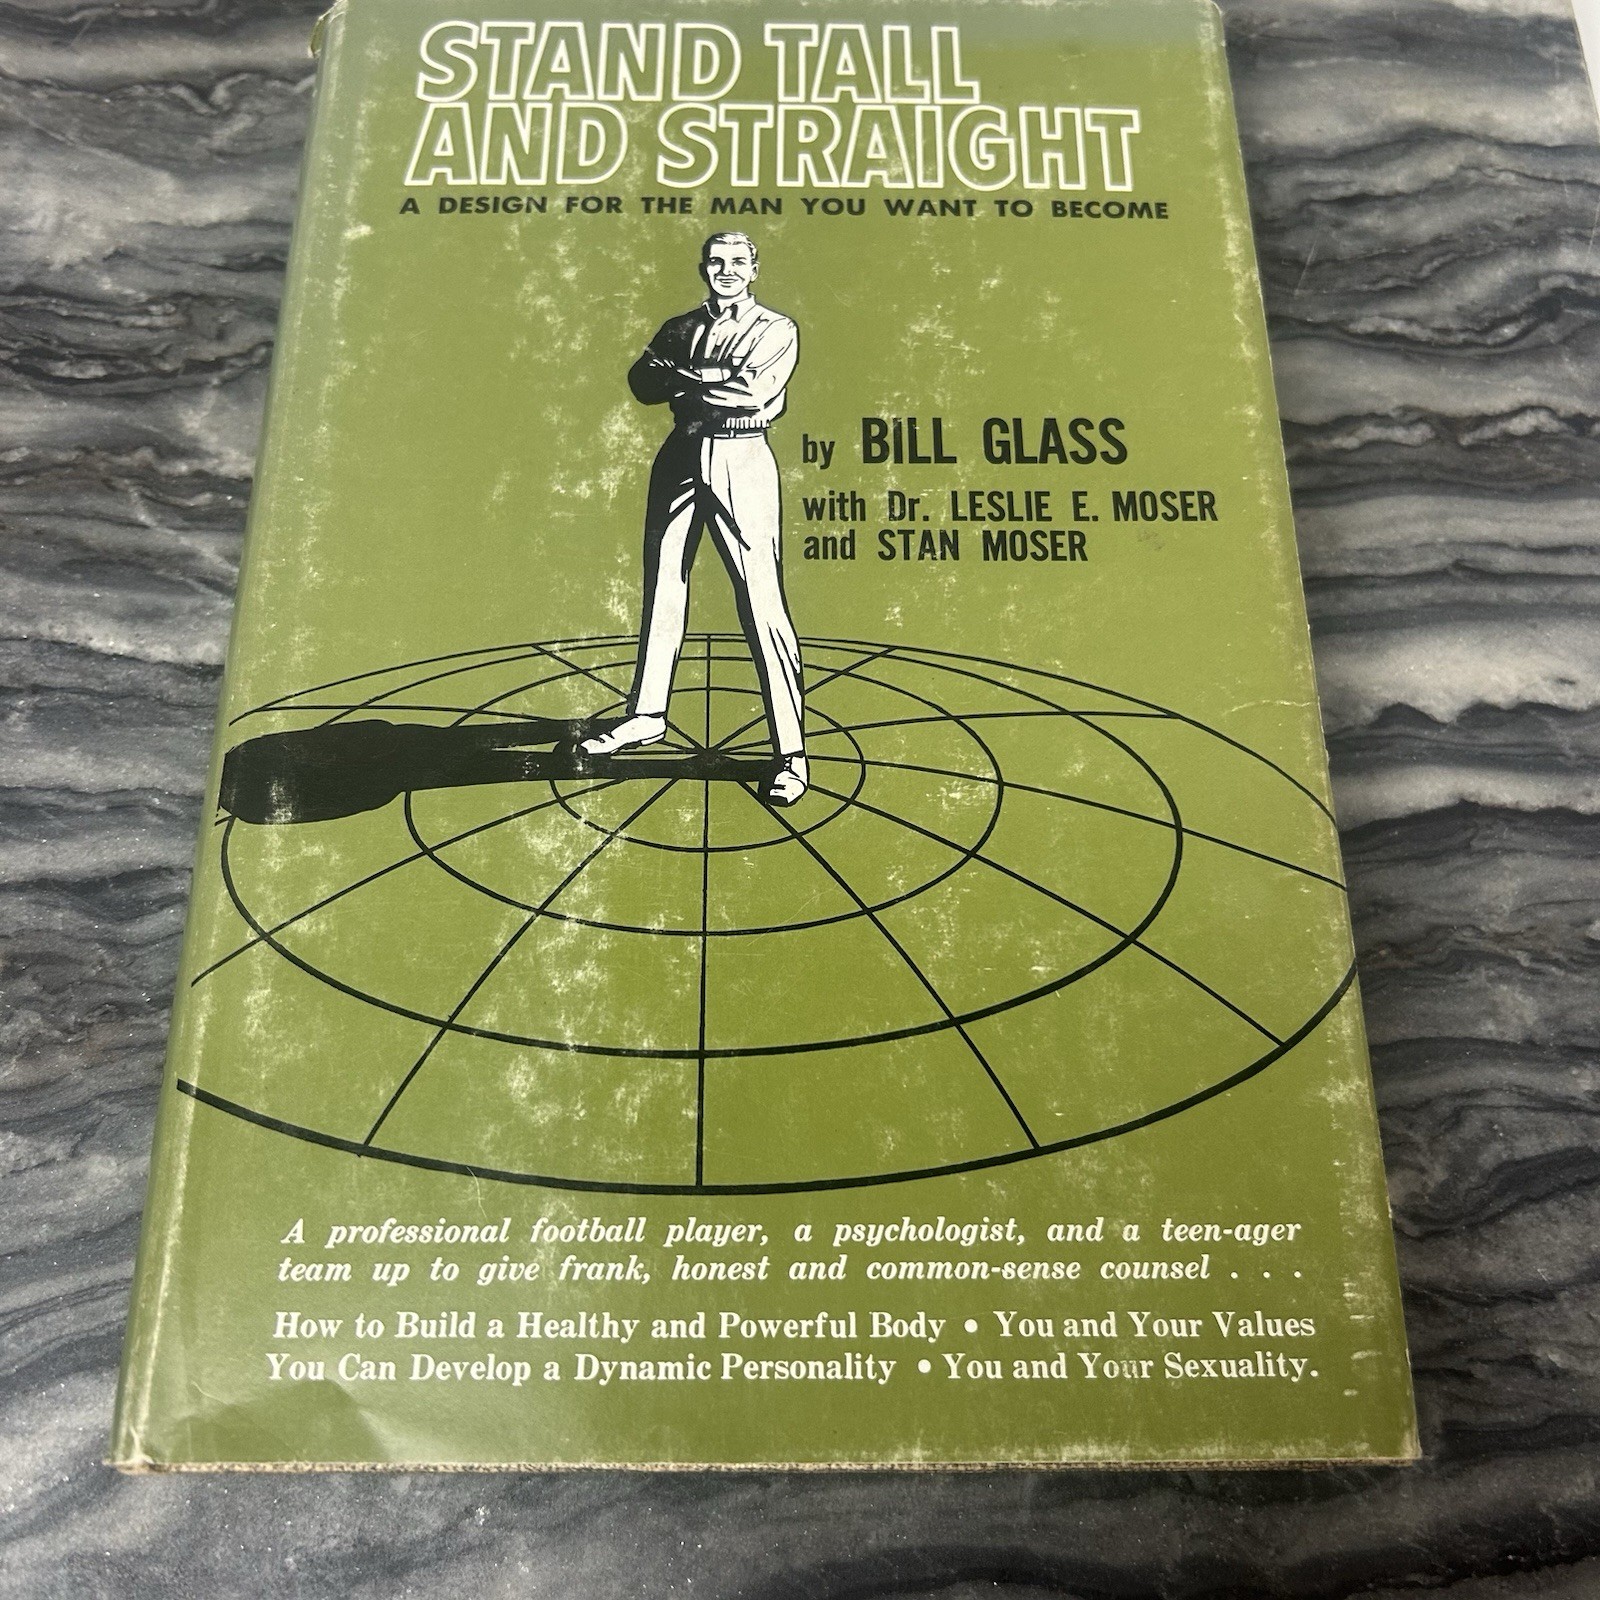 STAND TALL
AND STRAIGHT
A DESIGN FOR THE MAN YOU WANT TO BECOME
by BILL GLASS
with Dr. LESLIE E. MOSER
and STAN MOSER
A professional football player, a psychologist, and a teen-ager
team up to give frank, honest and common-sense counsel . . .
How to Build a Healthy and Powerful Body • You and Your Values
You Can Develop a Dynamic Personality • You and Your Sexuality.